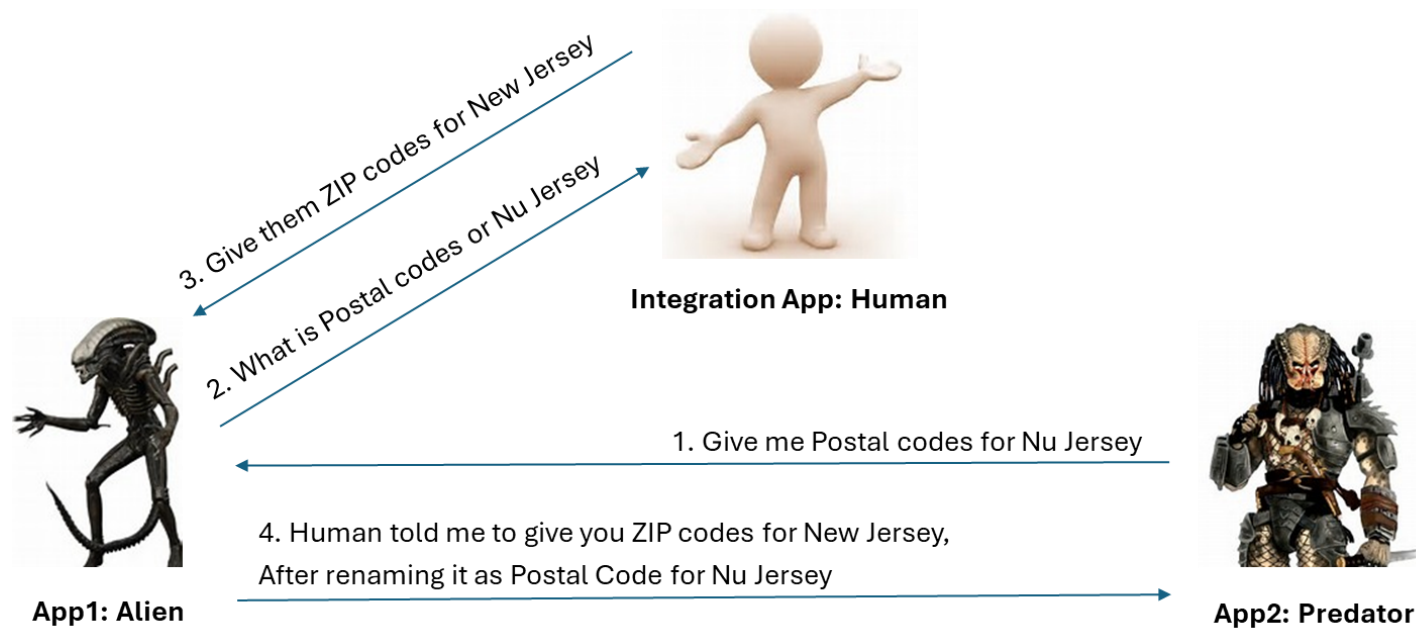 3. Give them ZIP codes for New Jersey
2. What is Postal codes or Nu Jersey
Integration App: Human
1. Give me Postal codes for Nu Jersey
4. Human told me to give you ZIP codes for New Jersey,
After renaming it as Postal Code for Nu Jersey
App1: Alien
App2: Predator